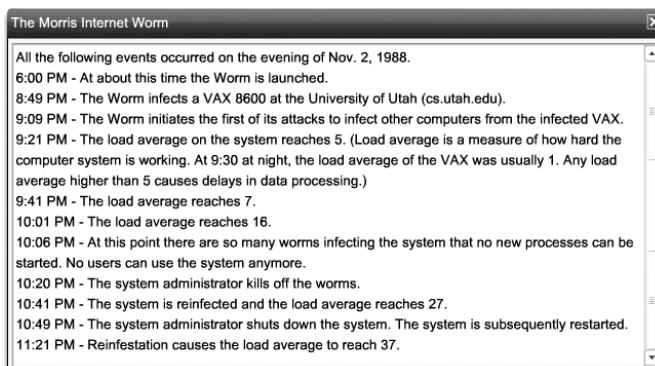 The Morris Internet Worm
All the following events occurred on the evening of Nov. 2, 1988.
6:00 PM - At about this time the Worm is launched.
8:49 PM - The Worm infects a VAX 8600 at the University of Utah (cs.utah.edu).
9:09 PM - The Worm initiates the first of its attacks to infect other computers from the infected VAX.
9:21 PM - The load average on the system reaches 5. (Load average is a measure of how hard the
computer system is working. At 9:30 at night, the load average of the VAX was usually 1. Any load
average higher than 5 causes delays in data processing.)
9:41 PM - The load average reaches 7.
10:01 PM - The load average reaches 16.
10:06 PM - At this point there are so many worms infecting the system that no new processes can be
started. No users can use the system anymore.
10:20 PM - The system administrator kills off the worms.
10:41 PM - The system is reinfected and the load average reaches 27.
10:49 PM - The system administrator shuts down the system. The system is subsequently restarted.
11:21 PM - Reinfestation causes the load average to reach 37.